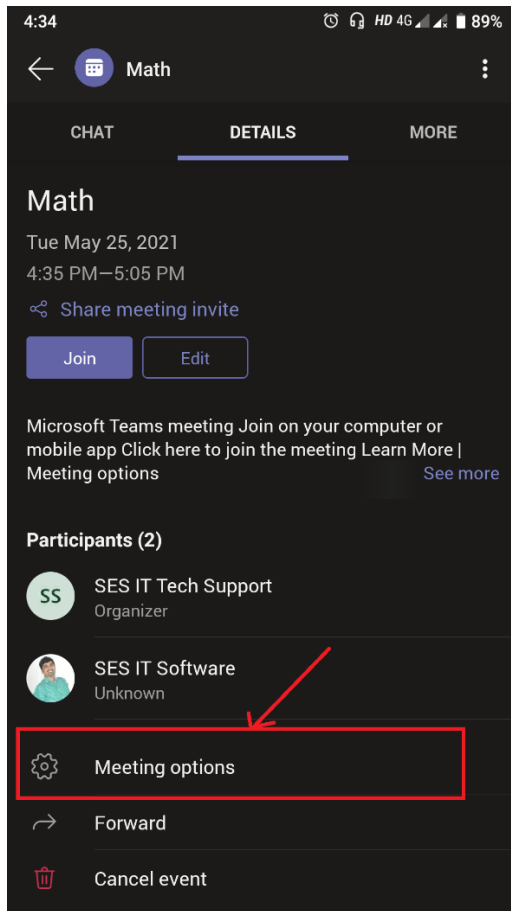 4:34 HD 4G 89%
Math
CHAT DETAILS MORE
Math
Tue May 25, 2021
4:35 PM—5:05 PM
Share meeting invite
Join Edit
Microsoft Teams meeting Join on your computer or
mobile app Click here to join the meeting Learn More |
Meeting options See more
Participants (2)
SS SES IT Tech Support
Organizer
SES IT Software
Unknown
Meeting options
Forward
Cancel event